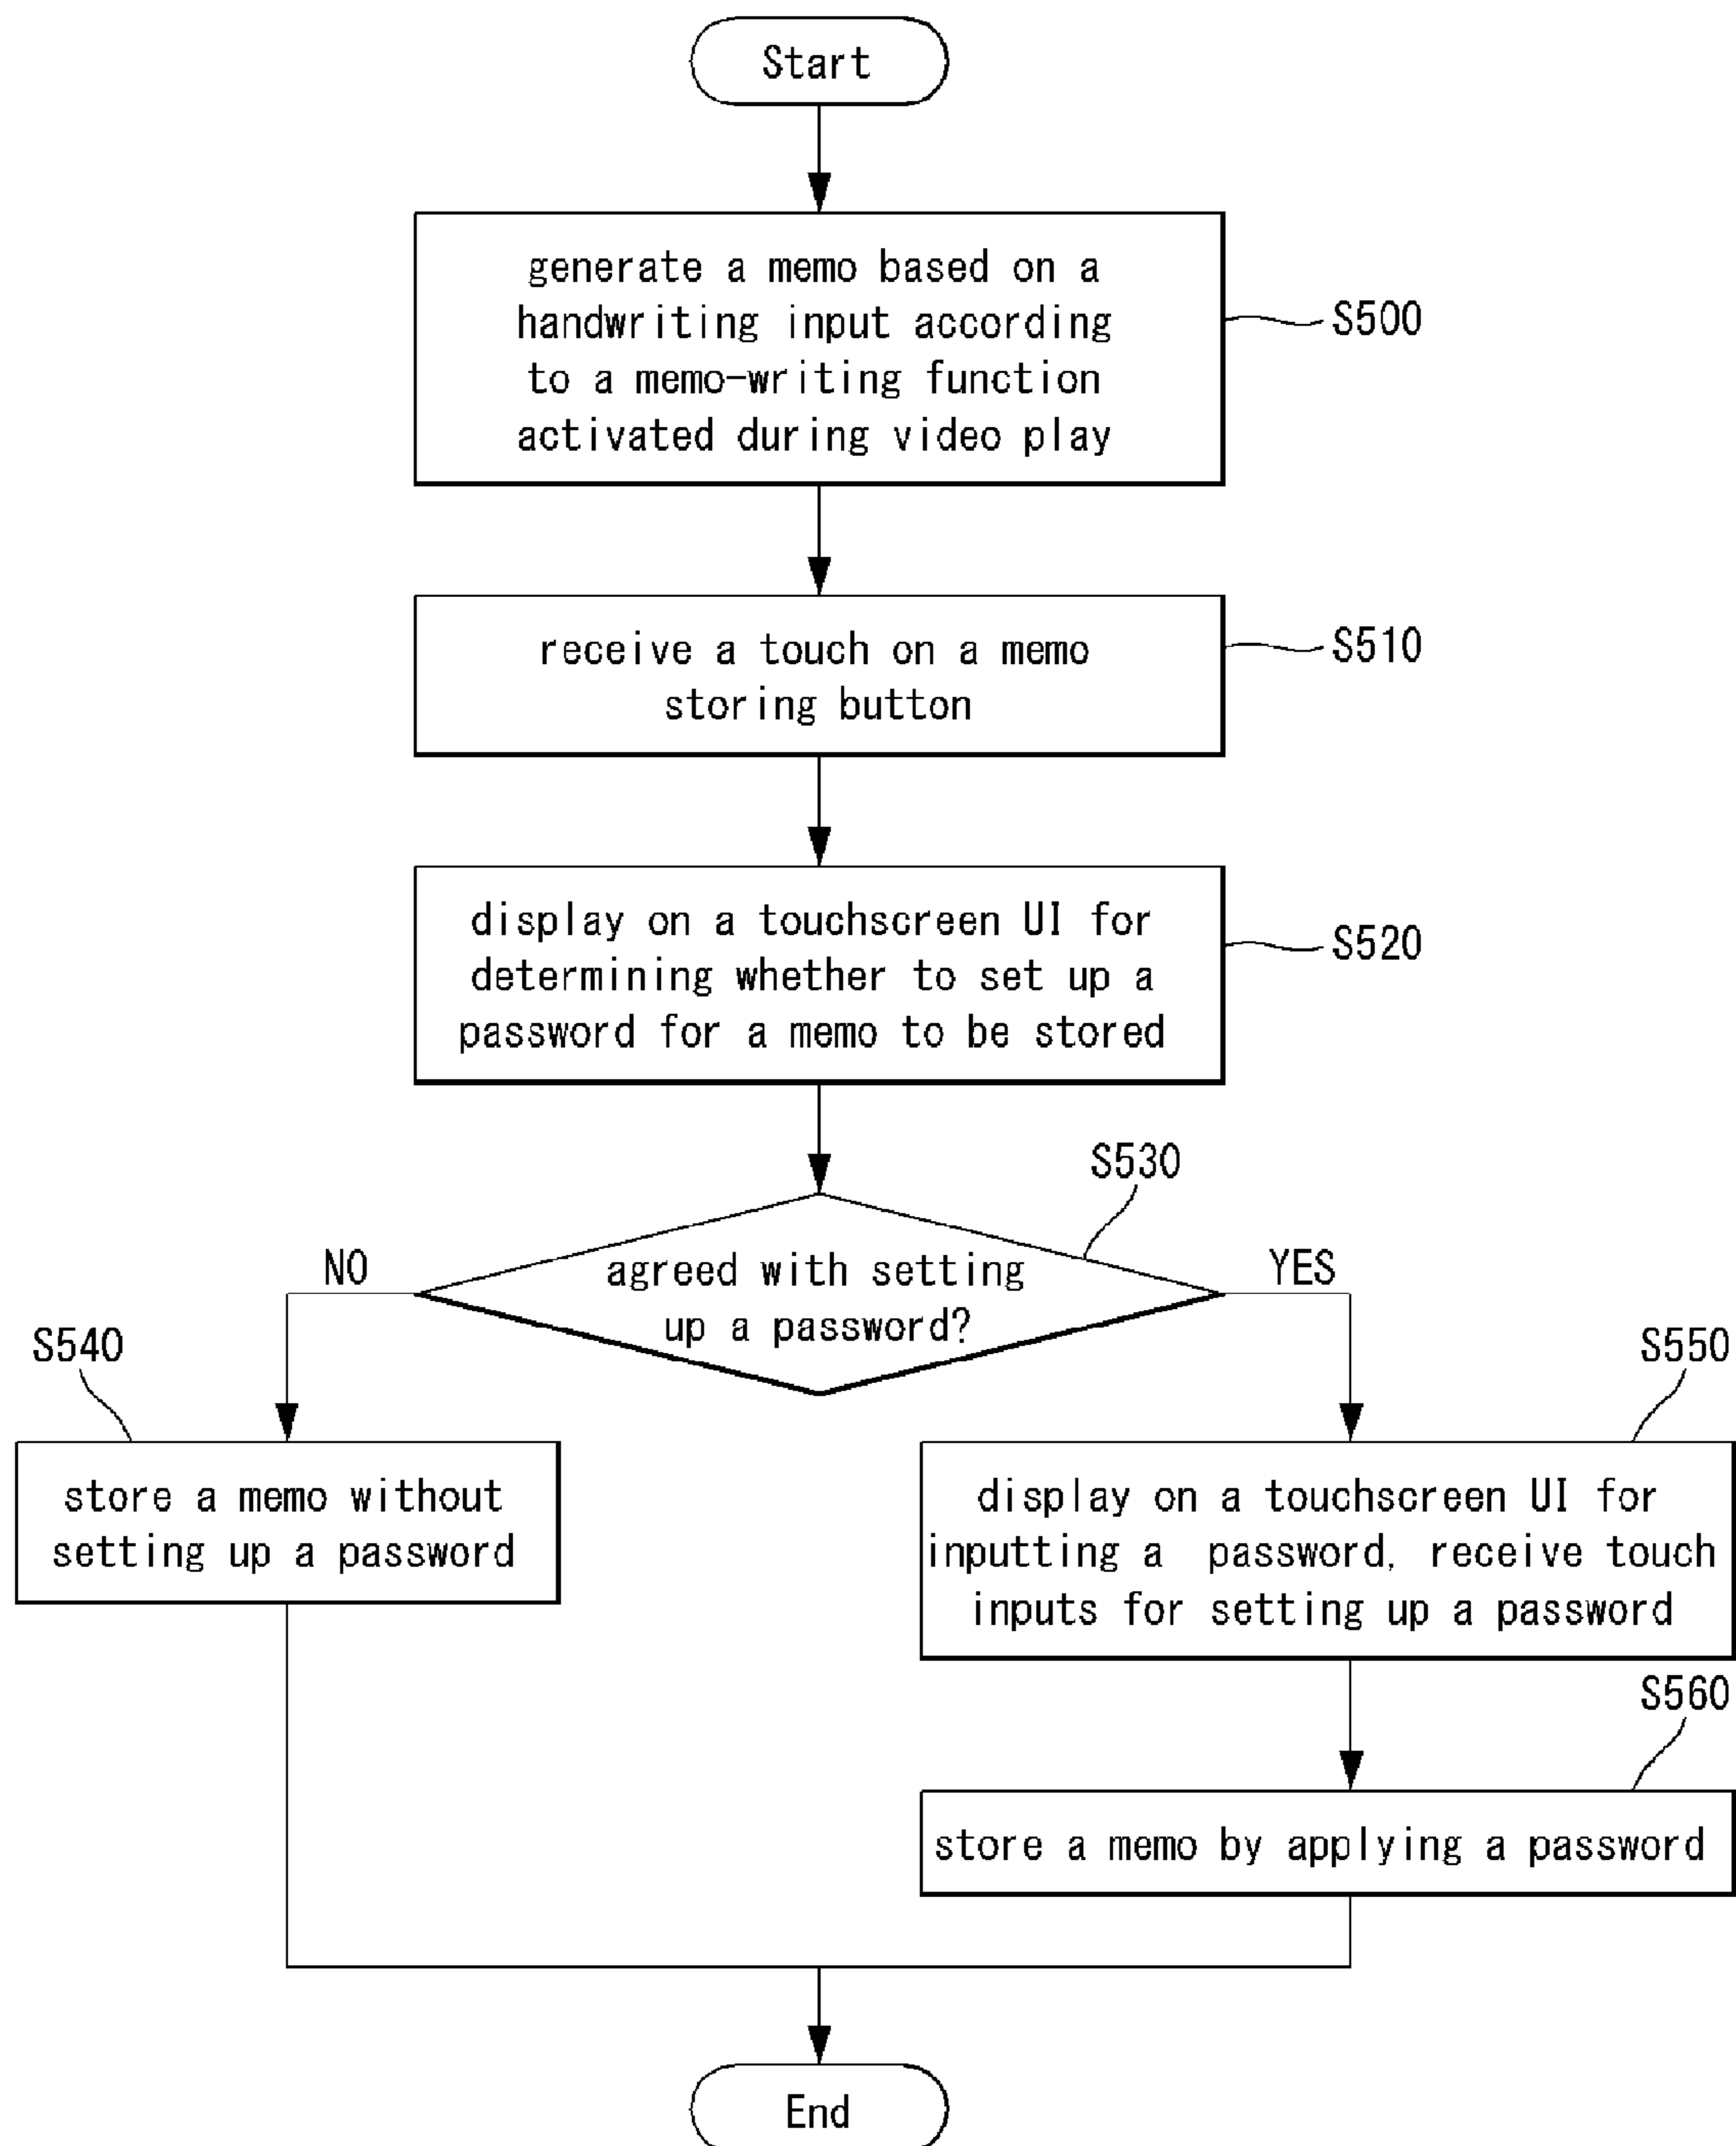 Start
generate a memo based on a
handwriting input according
to a memo-writing function
activated during video play
S500
receive a touch on a memo
storing button
S510
display on a touchscreen UI for
determining whether to set up a
password for a memo to be stored
S520
S530
agreed with setting
up a password?
NO
YES
S540
store a memo without
setting up a password
S550
display on a touchscreen UI for
inputting a password, receive touch
inputs for setting up a password
S560
store a memo by applying a password
End